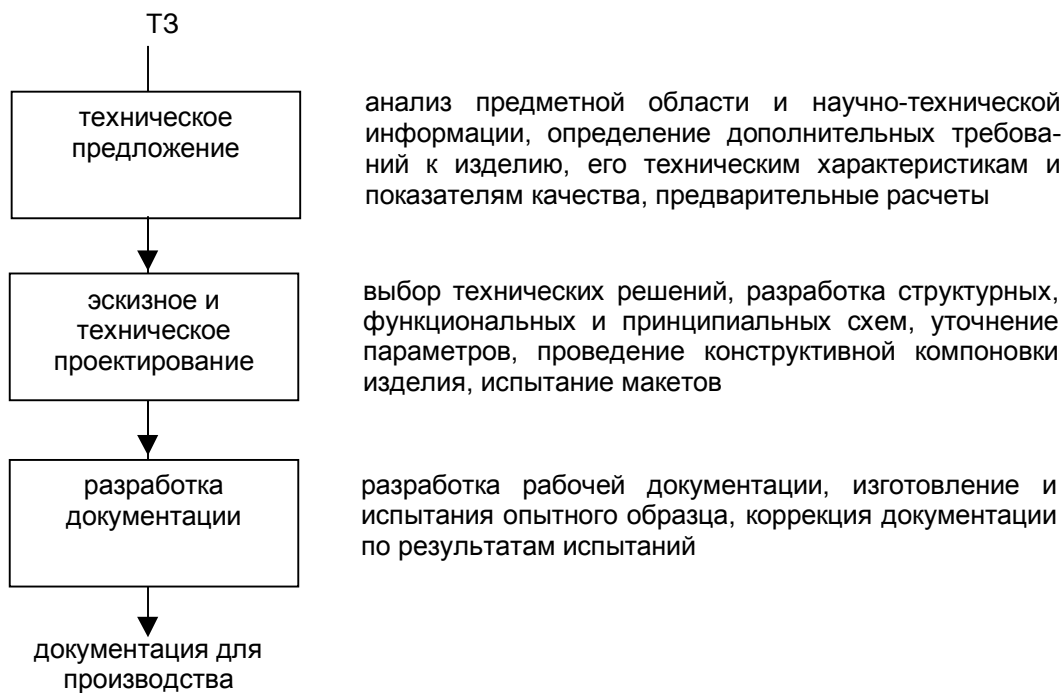 ТЗ
техническое
предложение
анализ предметной области и научно-технической
информации, определение дополнительных требова-
ний к изделию, его техническим характеристикам и
показателям качества, предварительные расчеты
эскизное и
техническое
проектирование
выбор технических решений, разработка структурных,
функциональных и принципиальных схем, уточнение
параметров, проведение конструктивной компоновки
изделия, испытание макетов
разработка
документации
разработка рабочей документации, изготовление и
испытания опытного образца, коррекция документации
по результатам испытаний
документация для
производства